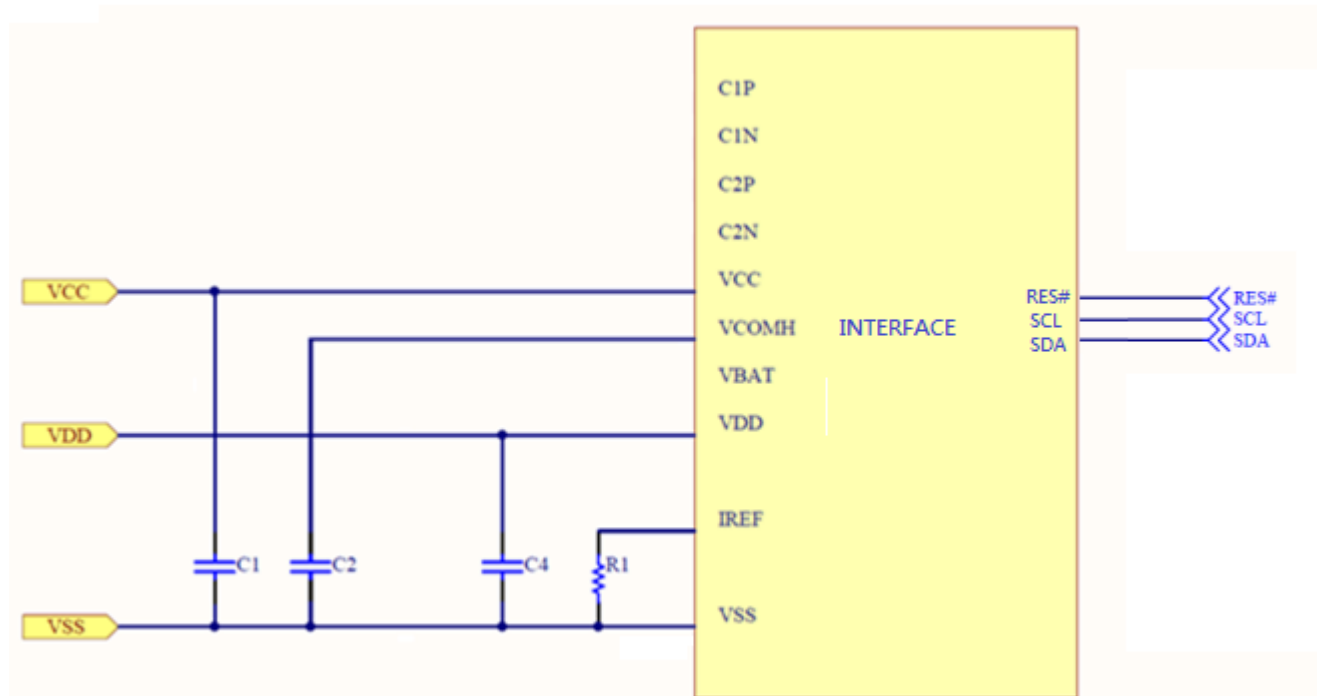 C1P
C1N
C2P
C2N
VCC
VCC
RES#
RES#
VCOMH
INTERFACE
SCL
SCL
SDA
SDA
VBAT
VDD
VDD
IREF
C1
C2
C4
R1
VSS
VSS